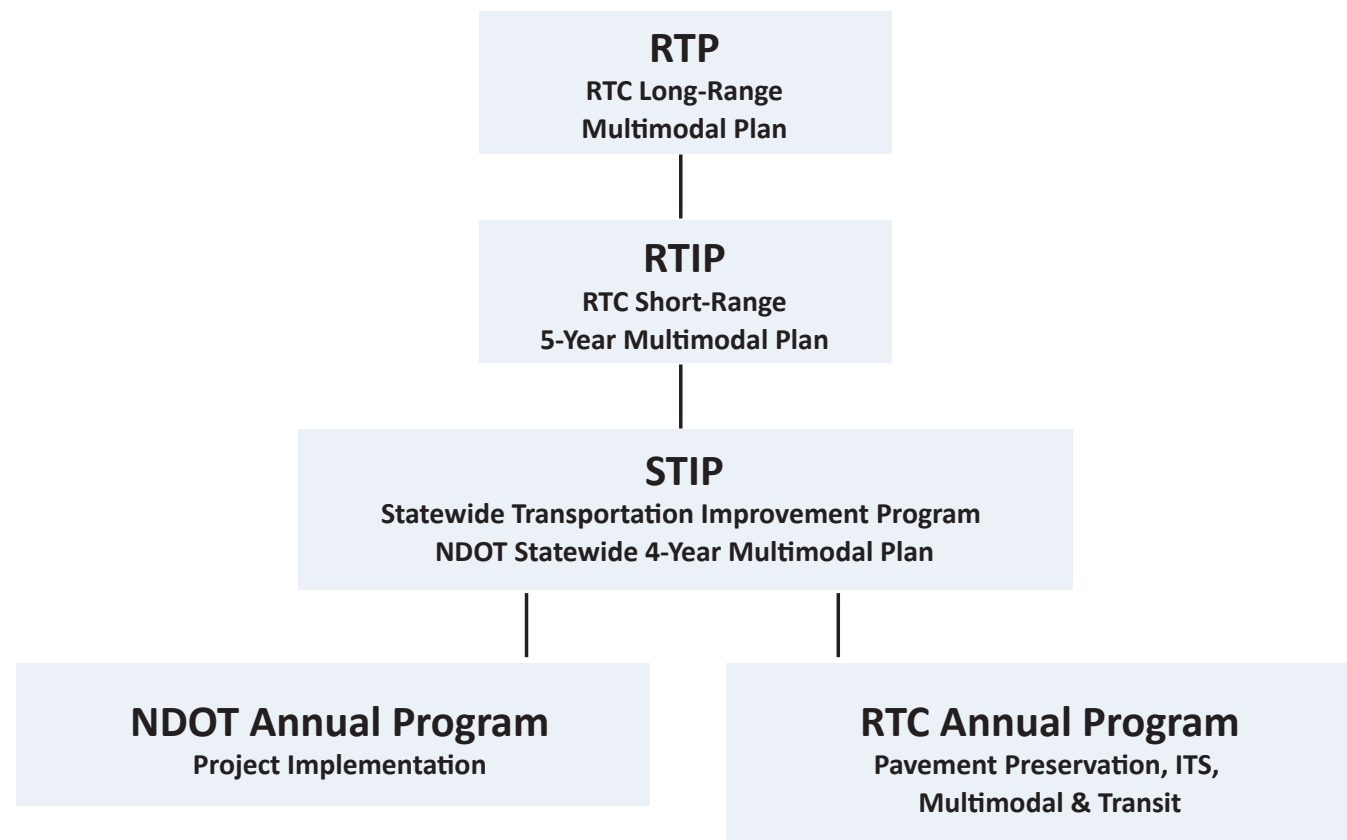 RTP
RTC Long-Range
Multimodal Plan
RTIP
RTC Short-Range
5-Year Multimodal Plan
STIP
Statewide Transportation Improvement Program
NDOT Statewide 4-Year Multimodal Plan
NDOT Annual Program
Project Implementation
RTC Annual Program
Pavement Preservation, ITS,
Multimodal & Transit